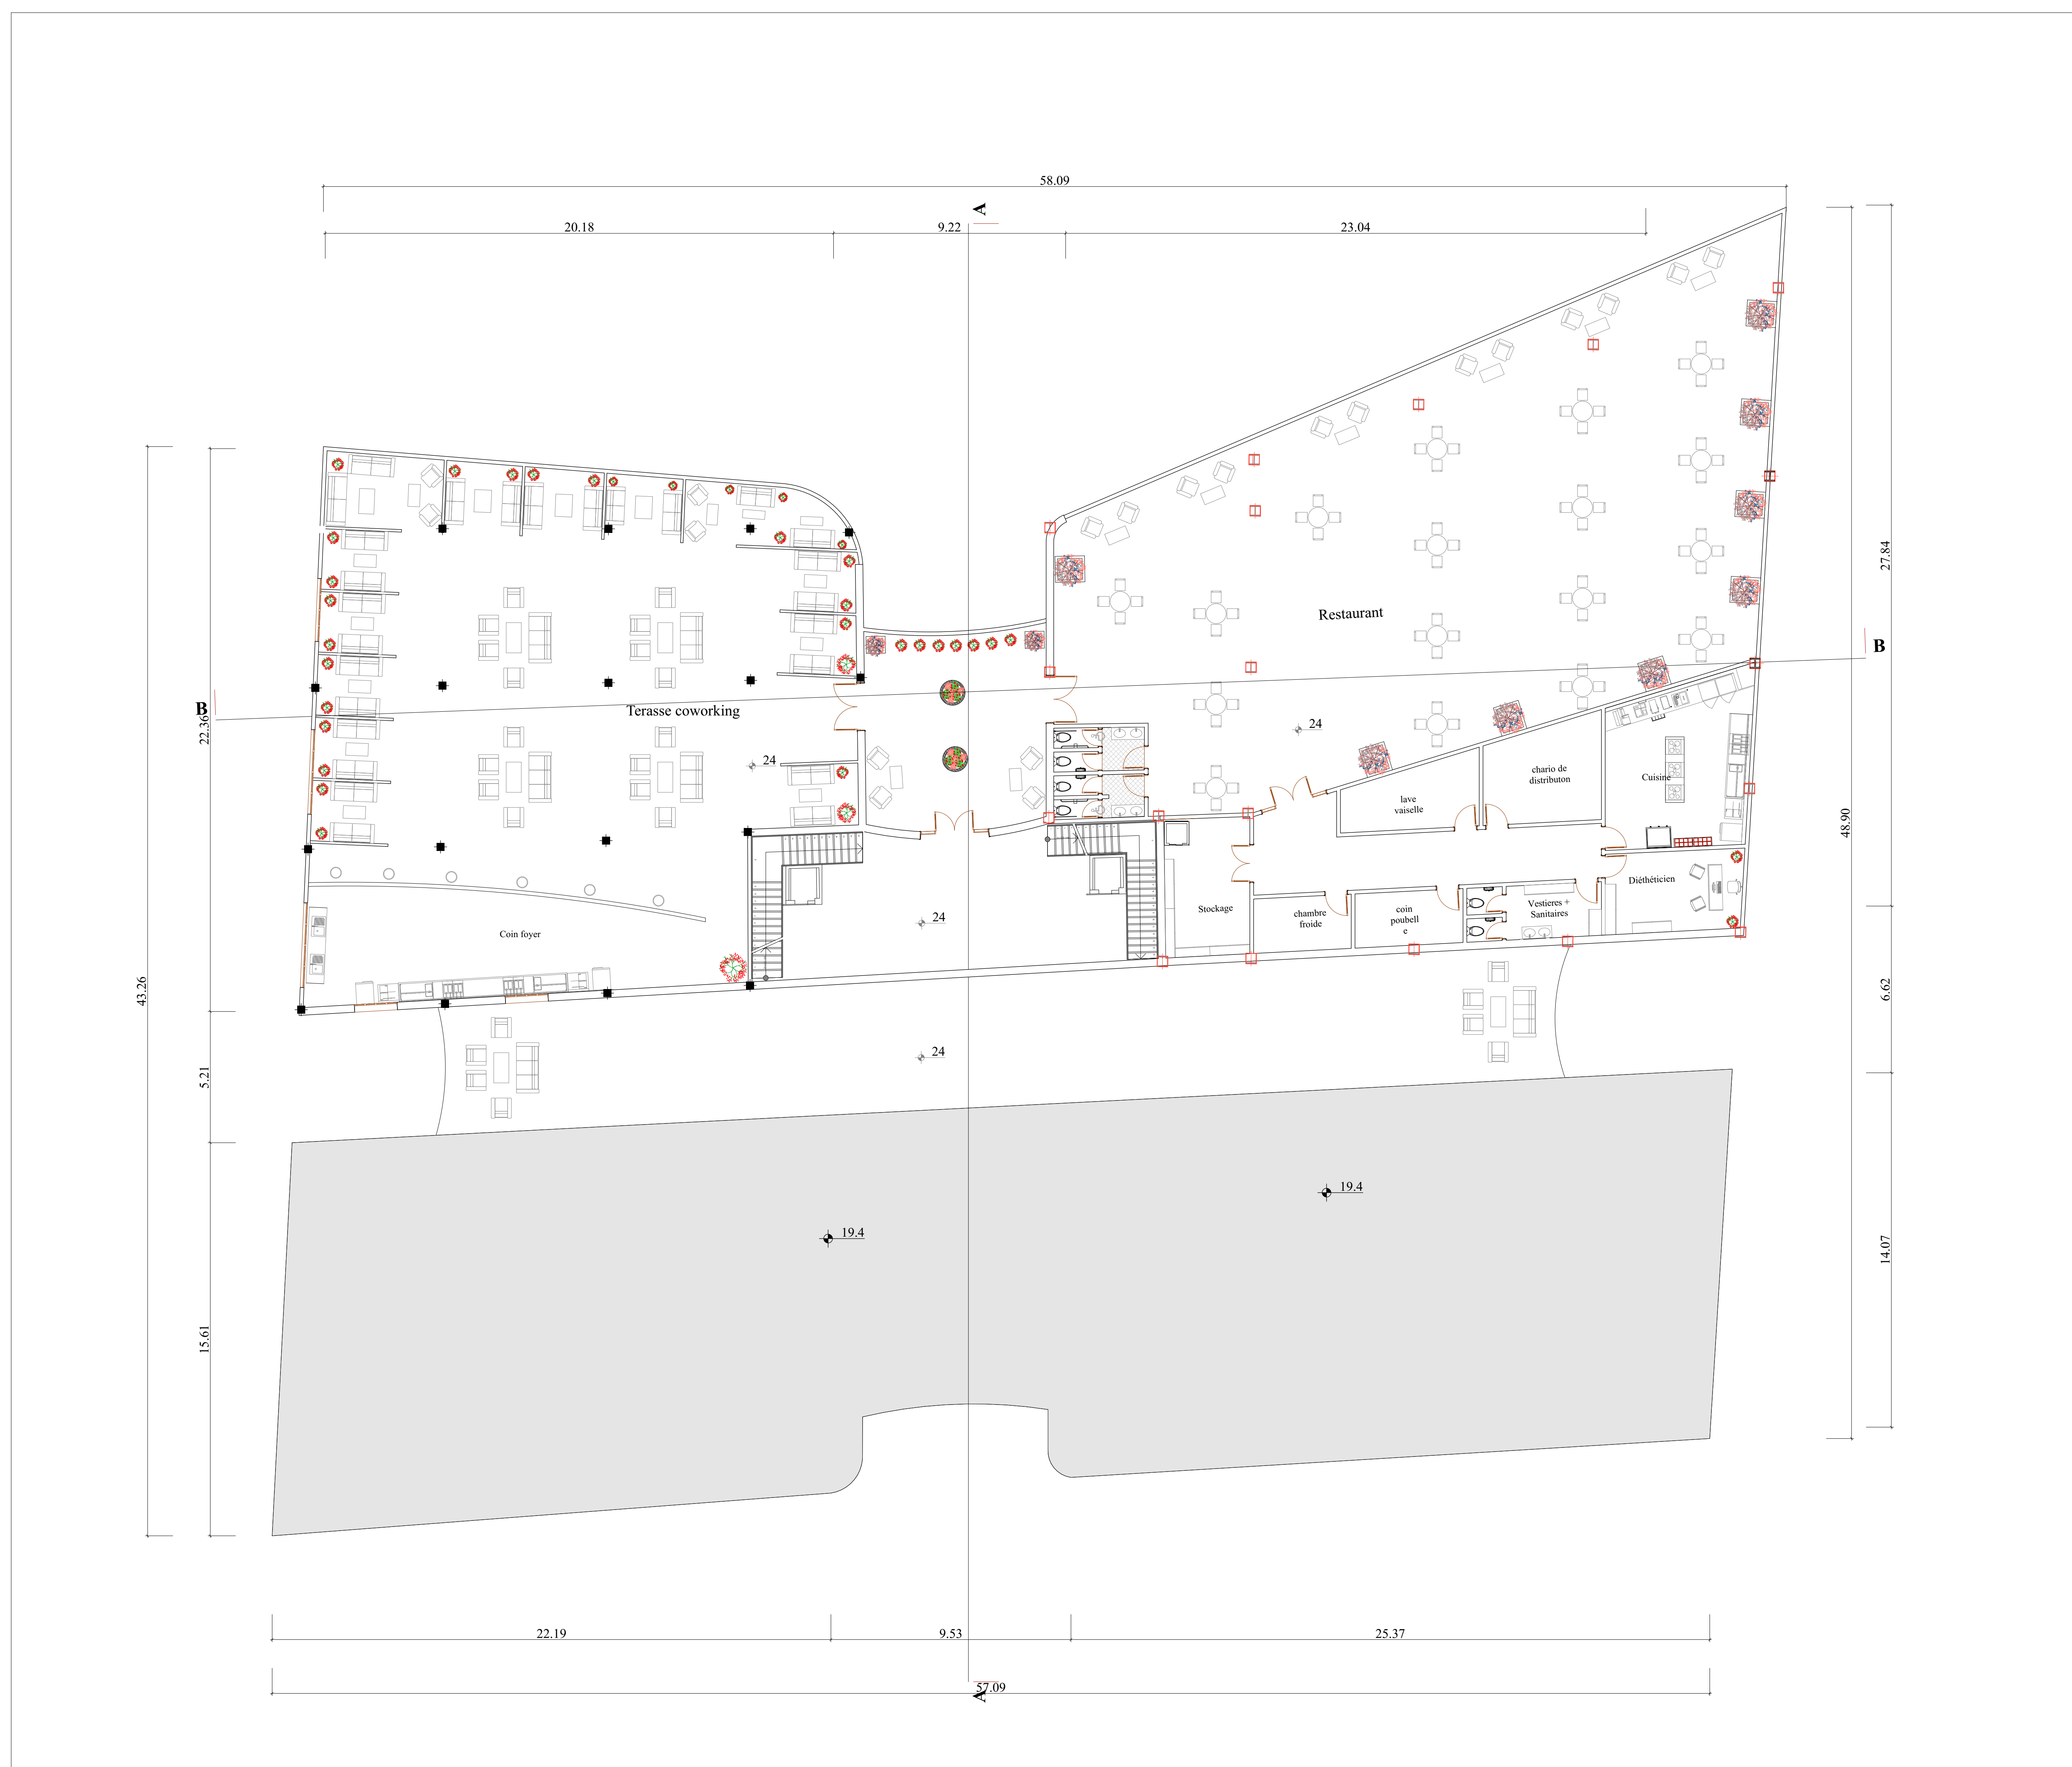 58.09
A
20.18
9.22
23.04
27.84
Restaurant
B
B
22.36
Terasse coworking
24
24
chario de
distributon
Cuisine
lave
vaiselle
48.90
Diéthêticien
Vestieres +
Sanitaires
Stockage
chambre
froide
coin
poubell
e
24
Coin foyer
43.26
6.62
24
5.21
19.4
19.4
14.07
15.61
22.19
9.53
25.37
57.09
A